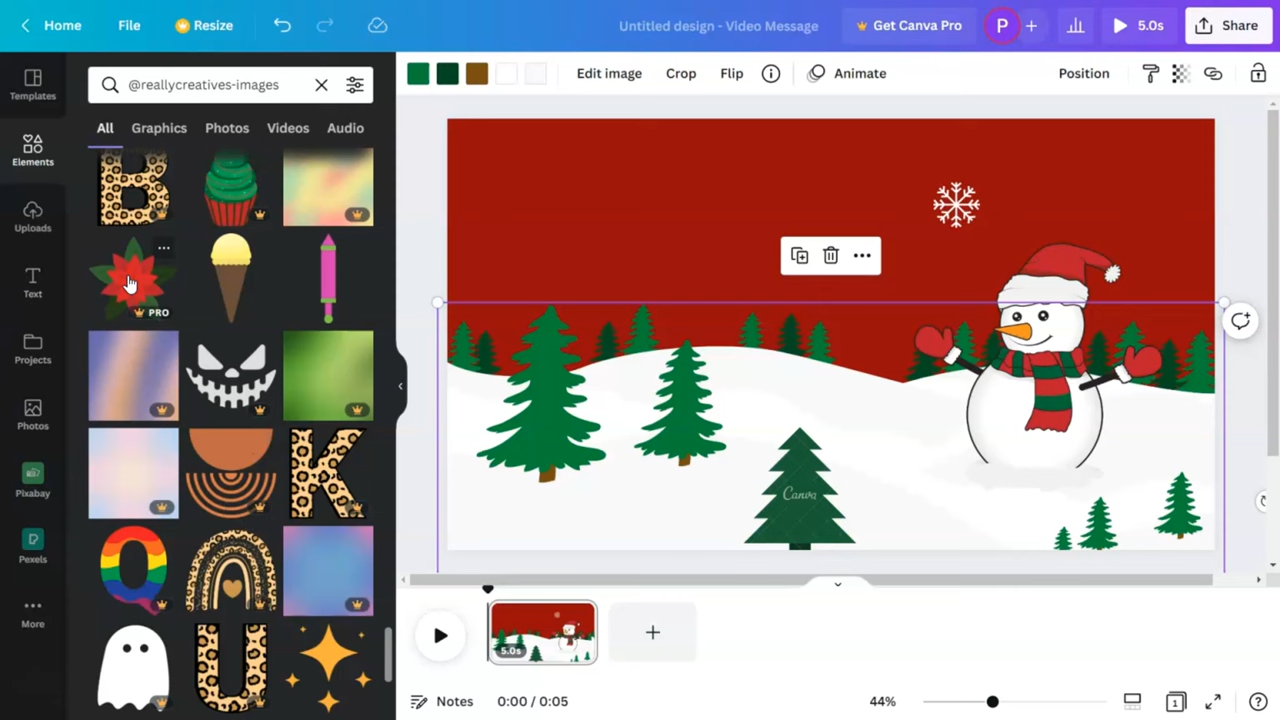 Home File Resize Untitled design - Video Message Get Canva Pro P + 5.0s Share
Templates
Elements
Uploads
Text
Projects
Photos
Pixabay
Pexels
More
@reallycreatives-images
All Graphics Photos Videos Audio
B
PRO
K
Q
U
Edit image Crop Flip Animate Position
Canva
5.0s
Notes 0:00 / 0:05 44% 1